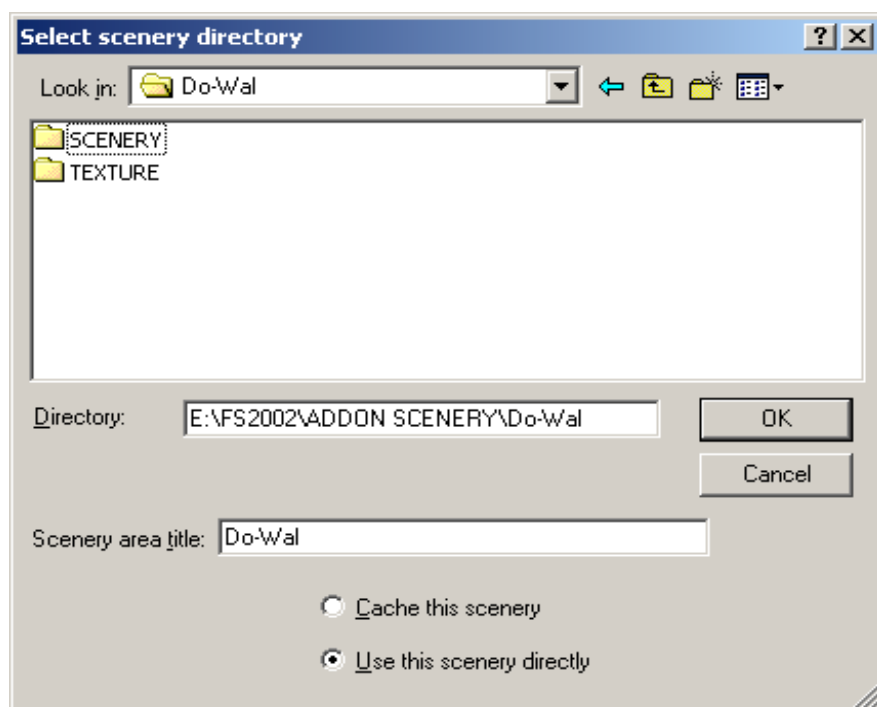 Select scenery directory
Look in: Do-Wal
SCENERY
TEXTURE
Directory: E:\FS2002\ADDON SCENERY\Do-Wal OK
Cancel
Scenery area title: Do-Wal
Cache this scenery
Use this scenery directly